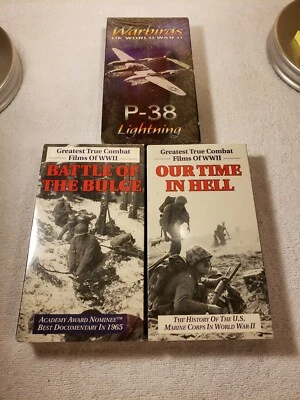 Warbirds
OF WORLD WAR II
P-38
Lightning
Greatest True Combat
Films Of WWII
BATTLE OF
THE BULGE
ACADEMY AWARD NOMINEE™
BEST DOCUMENTARY IN 1965
Greatest True Combat
Films Of WWII
OUR TIME
IN HELL
THE HISTORY OF THE U.S.
MARINE CORPS IN WORLD WAR II